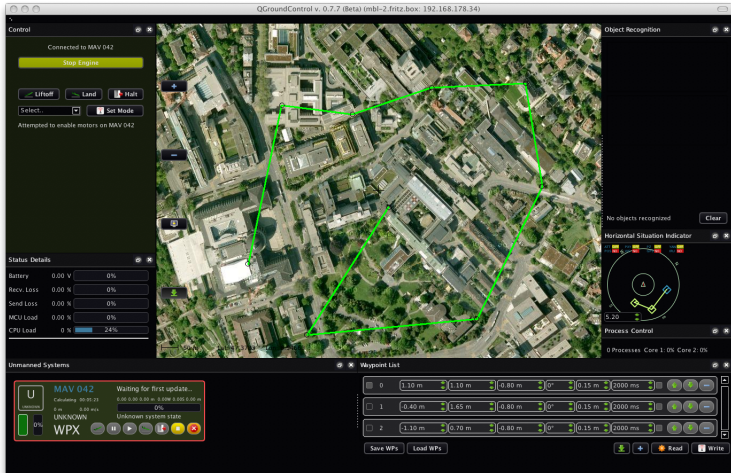 QGroundControl v. 0.7.7 (Beta) (mbl-2.fritz.box: 192.168.178.34)
Control
Connected to MAV 042
Stop Engine
Liftoff
Land
Halt
Select..
Set Mode
Attempted to enable motors on MAV 042
Status Details
Battery 0.00 V 0%
Recv. Loss 0.00 % 0%
Send Loss 0.00 % 0%
MCU Load 0.00 % 0%
CPU Load 0 % 24%
Object Recognition
No objects recognized
Clear
Horizontal Situation Indicator
5.20
Process Control
0 Processes Core 1: 0% Core 2: 0%
Unmanned Systems
U
MAV 042
Waiting for first update..
0%
0%
UNKNOWN
Unknown system state
WPX
Waypoint List
0 1.10 m 1.10 m -0.80 m 0° 0.15 m 2000 ms
1 -0.40 m 1.65 m -0.80 m 0° 0.15 m 2000 ms
2 -1.10 m 0.70 m -0.80 m 0° 0.15 m 2000 ms
Save WPs
Load WPs
Read
Write